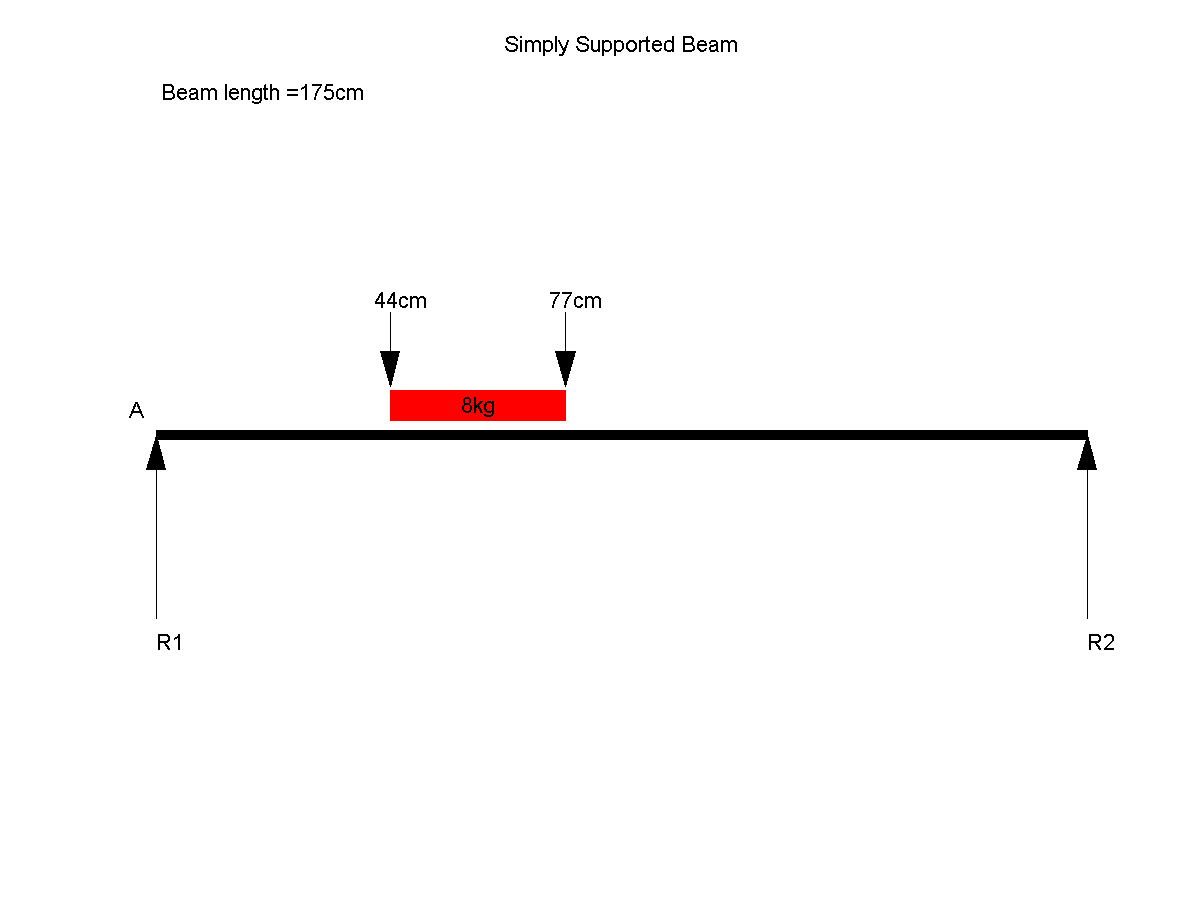 Simply Supported Beam
Beam length =175cm
44cm
77cm
8kg
A
R1
R2